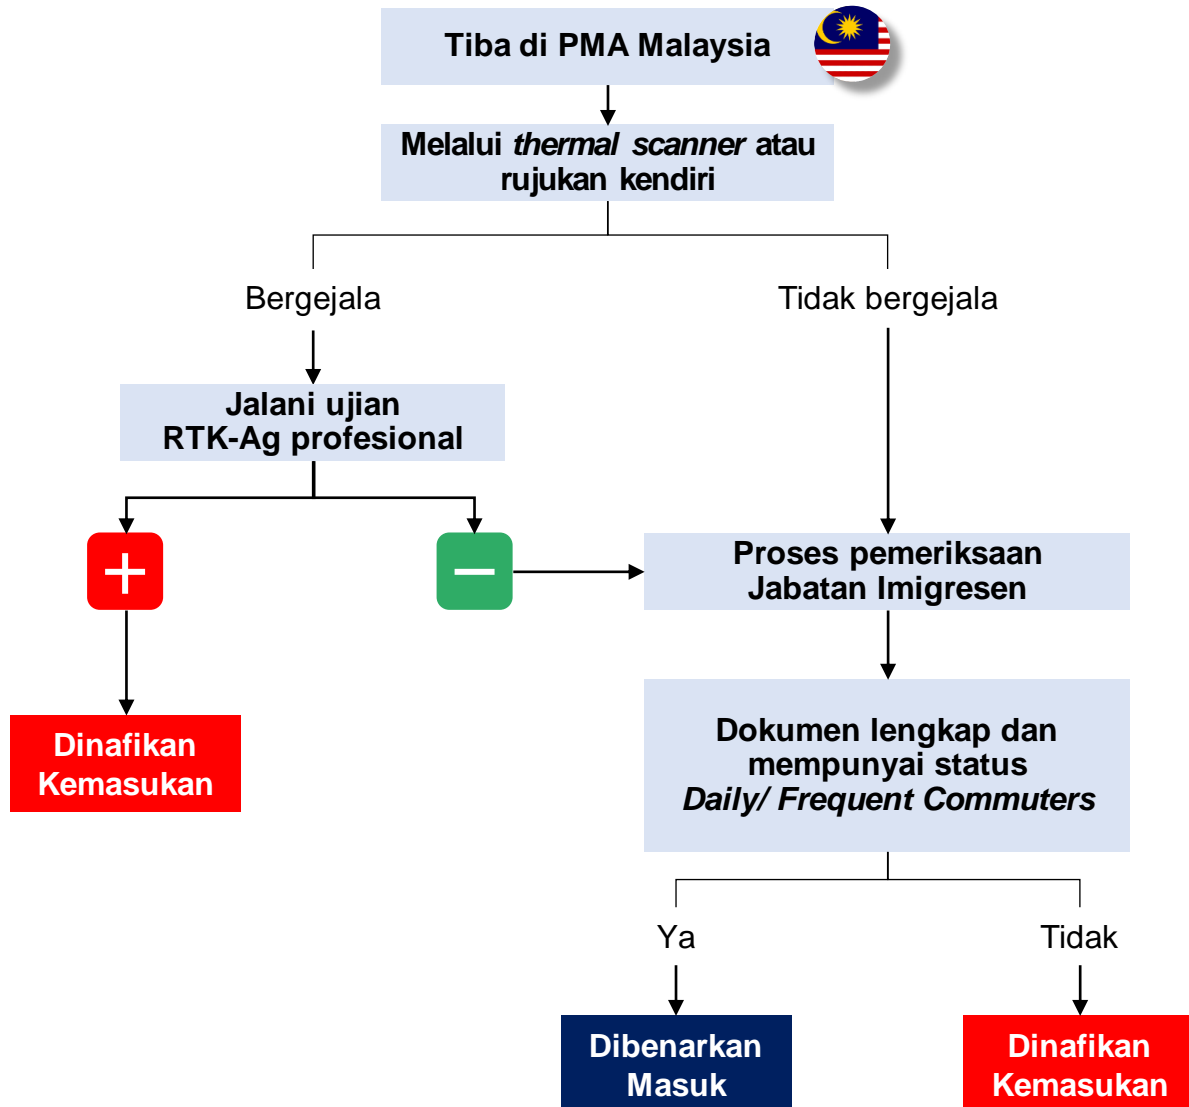 Tiba di PMA Malaysia
Melalui thermal scanner atau
rujukan kendiri
Bergejala
Tidak bergejala
Jalani ujian
RTK-Ag profesional
+
−
Proses pemeriksaan
Jabatan Imigresen
Dinafikan
Kemasukan
Dokumen lengkap dan
mempunyai status
Daily/ Frequent Commuters
Ya
Tidak
Dibenarkan
Masuk
Dinafikan
Kemasukan